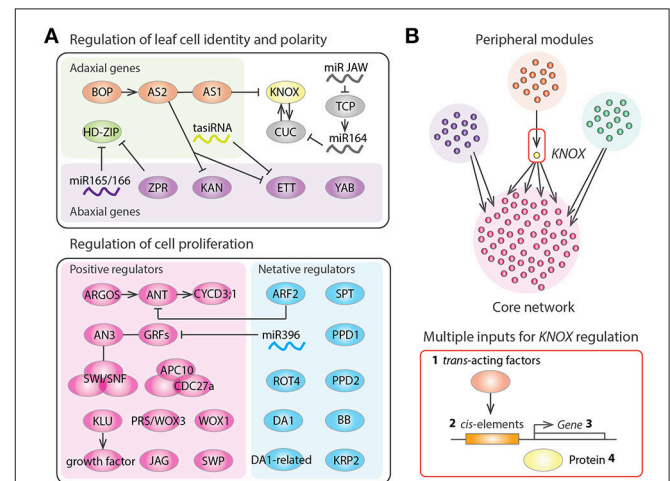 A Regulation of leaf cell identity and polarity
Adaxial genes
BOP AS2 AS1 KNOX
miR JAW
TCP
HD-ZIP
tasiRNA
CUC
miR164
miR165/166
ZPR KAN ETT YAB
Abaxial genes
Regulation of cell proliferation
Positive regulators
Netative regulators
ARGOS ANT CYCD3;1
ARF2 SPT
AN3 GRFs
miR396
PPD1
SWI/SNF
APC10
CDC27a
ROT4 PPD2
KLU PRS/WOX3 WOX1
DA1 BB
growth factor JAG SWP
DA1-related KRP2
B
Peripheral modules
KNOX
Core network
Multiple inputs for KNOX regulation
1 trans-acting factors
2 cis-elements
Gene 3
Protein 4